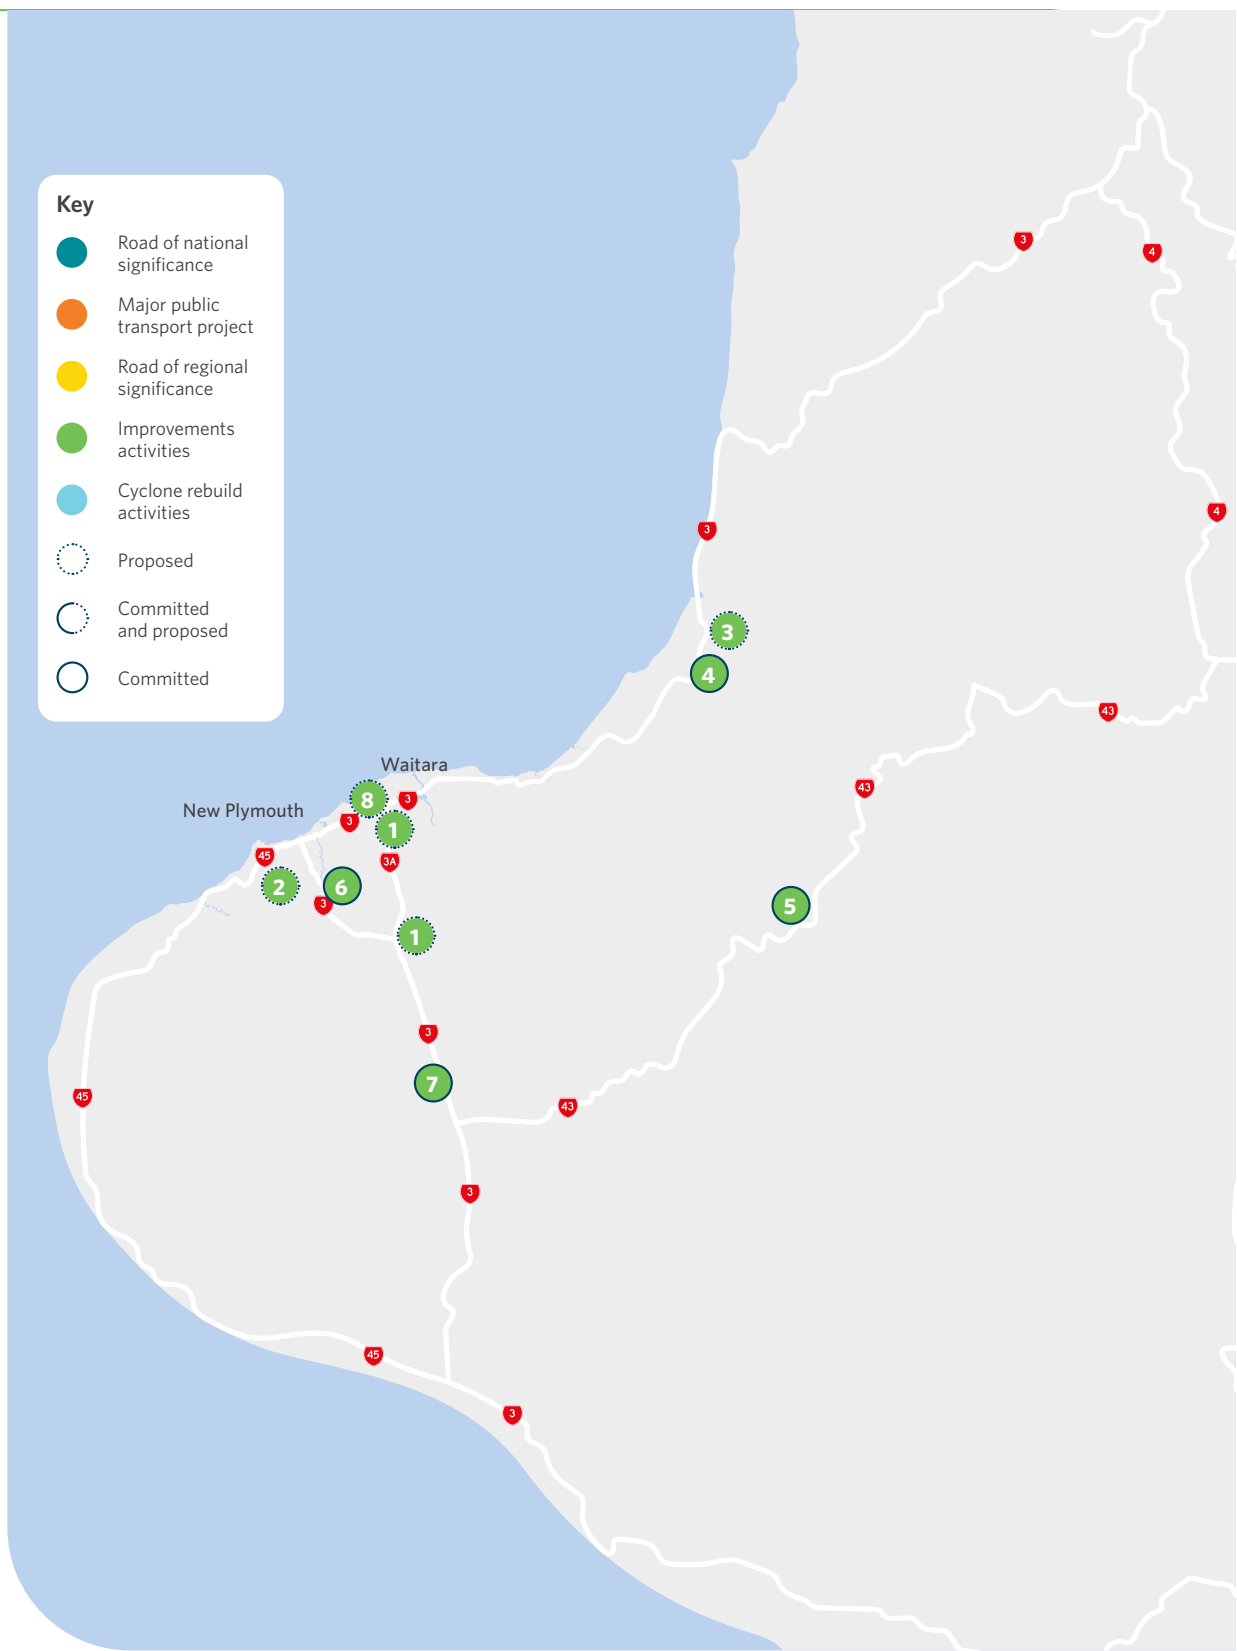 Key
Road of national
significance
Major public
transport project
Road of regional
significance
Improvements
activities
Cyclone rebuild
activities
Proposed
Committed
and proposed
Committed
3
4
4
3
3
4
43
43
Waitara
New Plymouth
8
3
3
1
45
3A
2
6
3
5
1
3
7
45
43
3
45
3